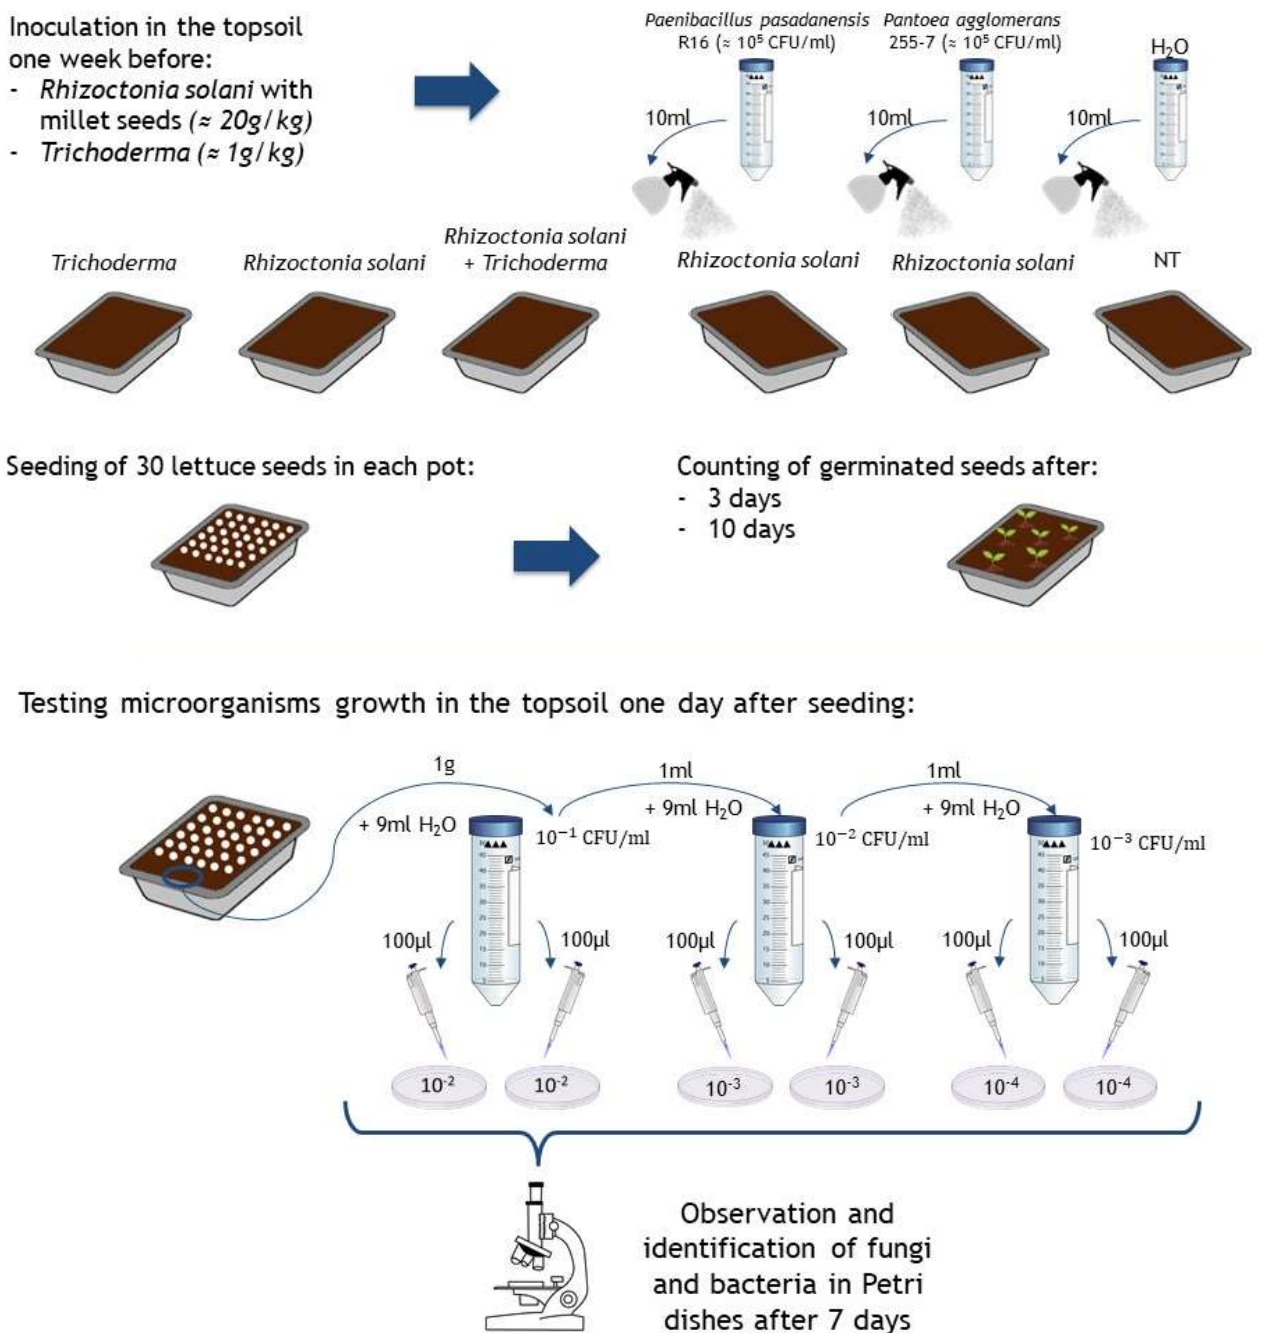 Inoculation in the topsoil
one week before:
- Rhizoctonia solani with
millet seeds (≈ 20g/kg)
- Trichoderma (≈ 1g/kg)
Paenibacillus pasadanensis
R16 (≈ 10⁵ CFU/ml)
Pantoea agglomerans
255-7 (≈ 10⁵ CFU/ml)
H₂O
10ml
10ml
10ml
Trichoderma
Rhizoctonia solani
Rhizoctonia solani
+ Trichoderma
Rhizoctonia solani
Rhizoctonia solani
NT
Seeding of 30 lettuce seeds in each pot:
Counting of germinated seeds after:
- 3 days
- 10 days
Testing microorganisms growth in the topsoil one day after seeding:
1g
1ml
1ml
+ 9ml H₂O
10⁻¹ CFU/ml
+ 9ml H₂O
10⁻² CFU/ml
+ 9ml H₂O
10⁻³ CFU/ml
100µl
100µl
100µl
100µl
100µl
100µl
10⁻²
10⁻²
10⁻³
10⁻³
10⁻⁴
10⁻⁴
Observation and
identification of fungi
and bacteria in Petri
dishes after 7 days